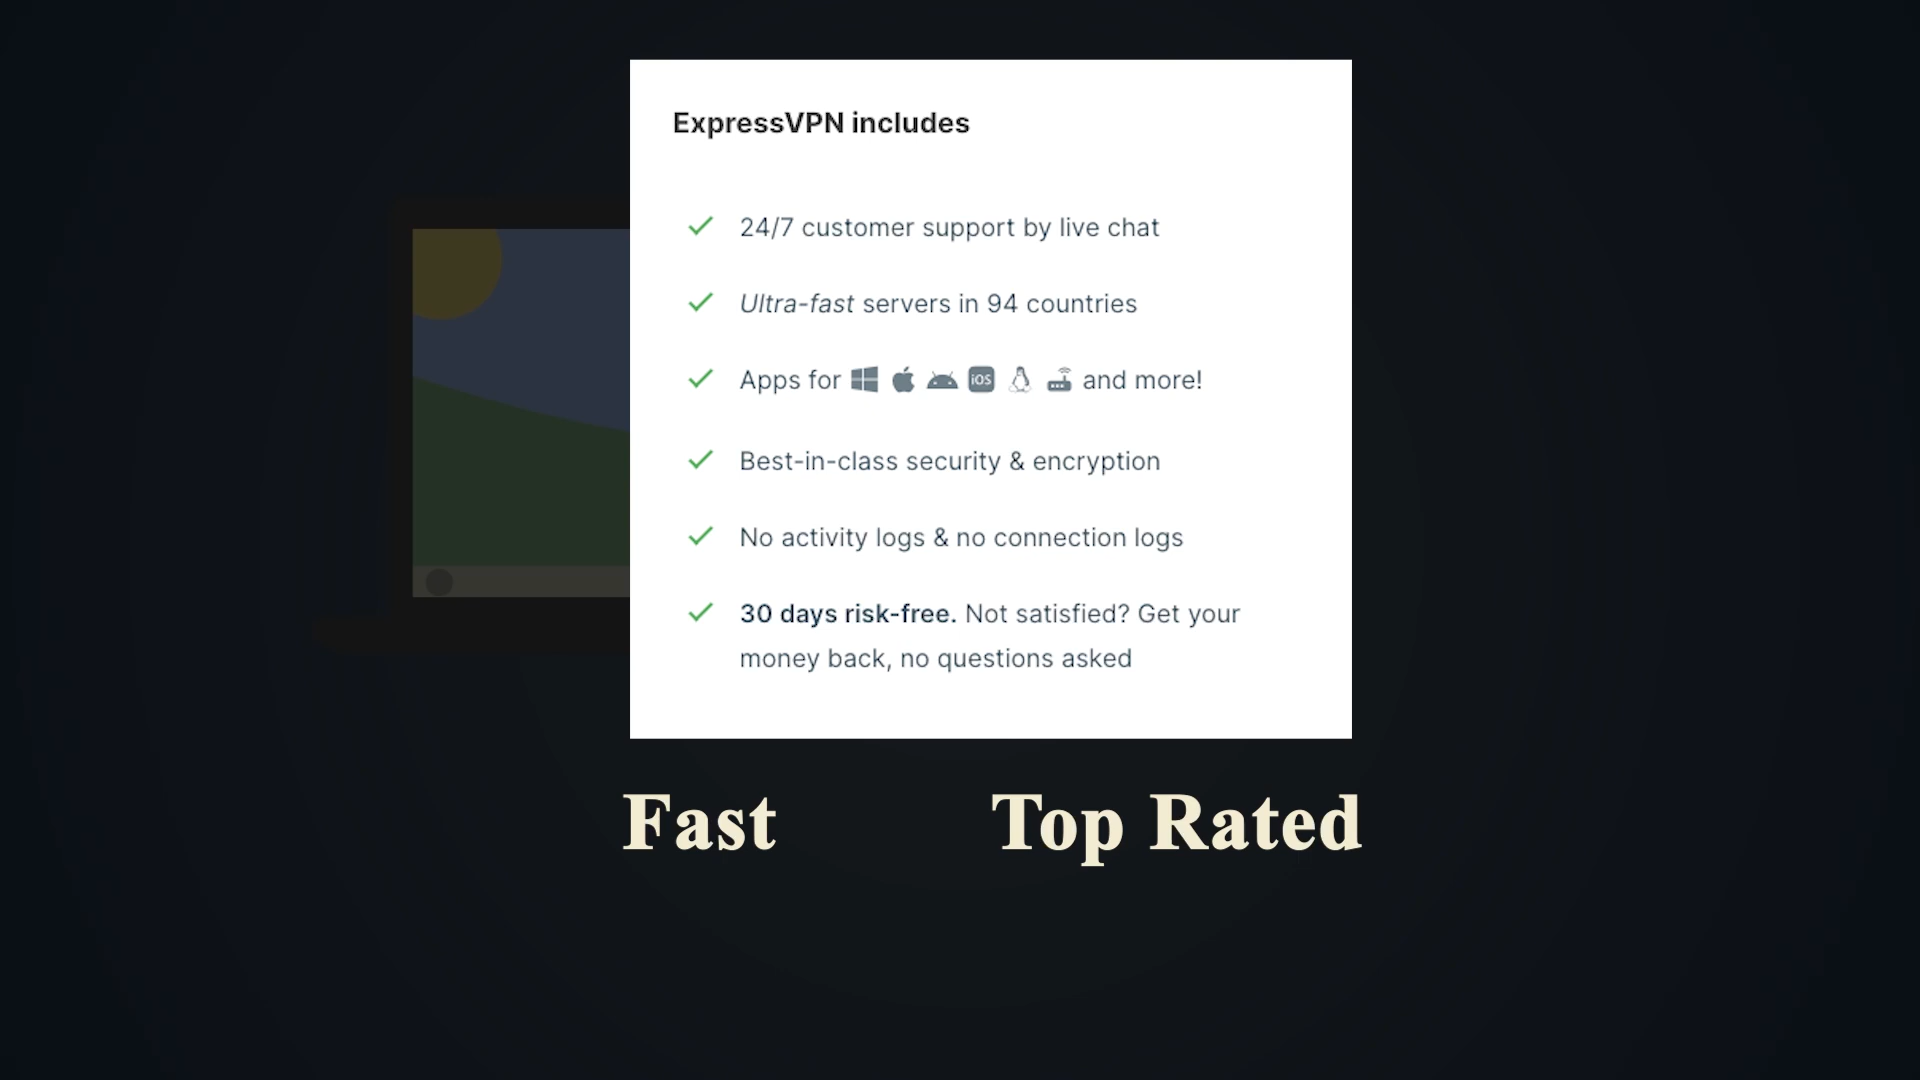 ExpressVPN includes
24/7 customer support by live chat
Ultra-fast servers in 94 countries
Apps for iOS and more!
Best-in-class security & encryption
No activity logs & no connection logs
30 days risk-free. Not satisfied? Get your
money back, no questions asked
Fast Top Rated